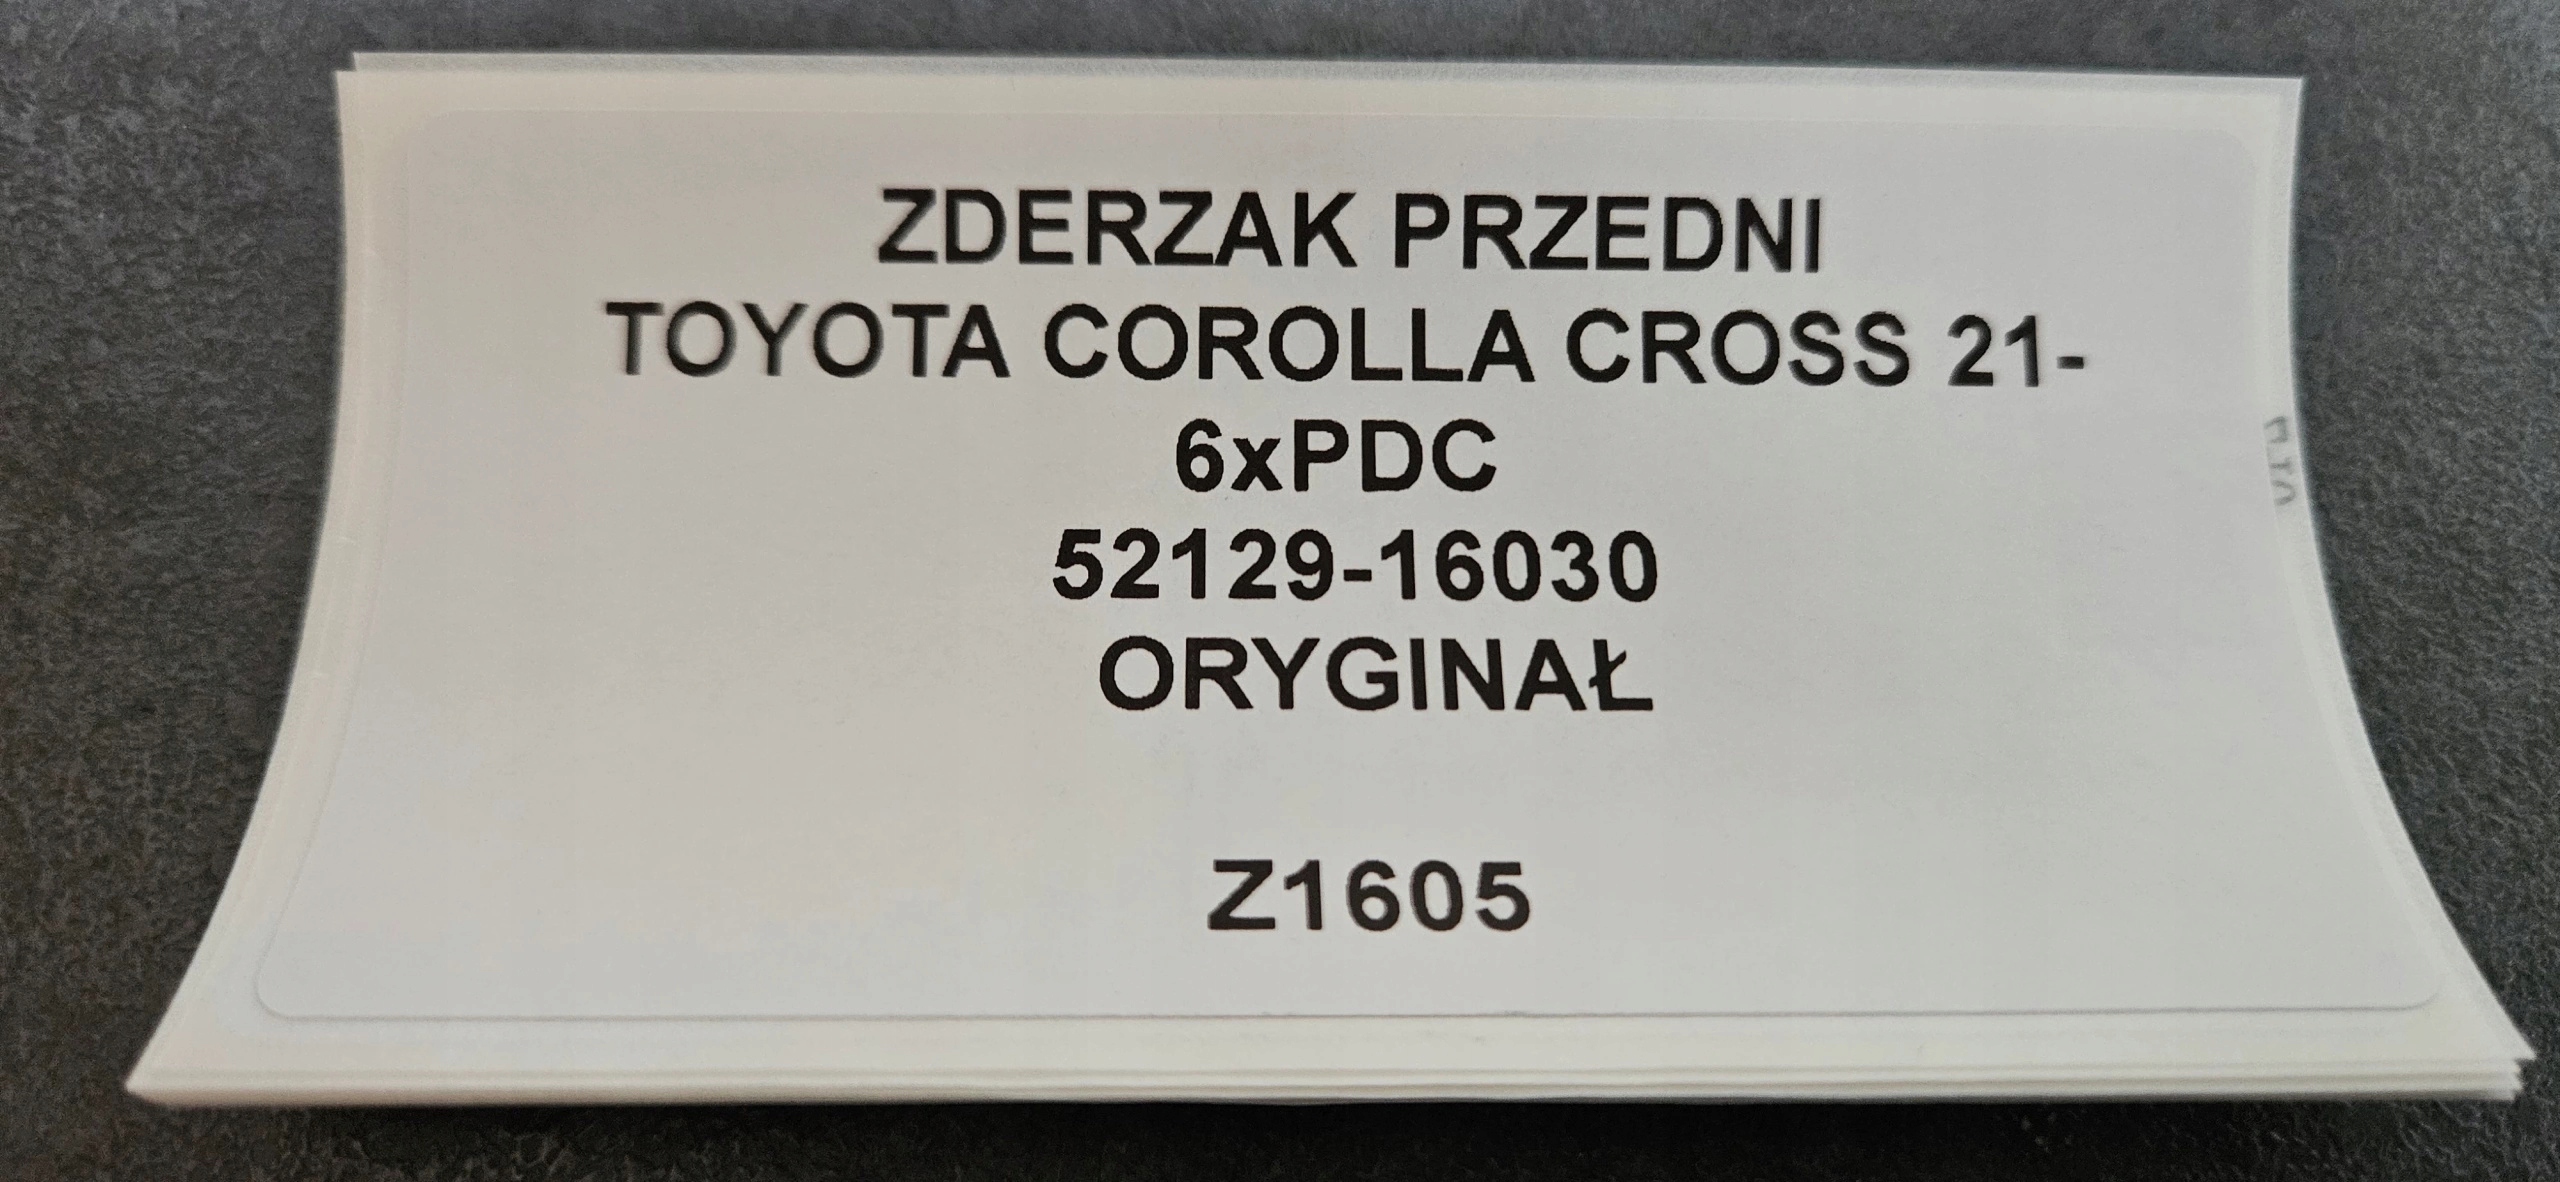 ZDERZAK PRZEDNI
TOYOTA COROLLA CROSS 21-
6xPDC
52129-16030
ORYGINAŁ
Z1605